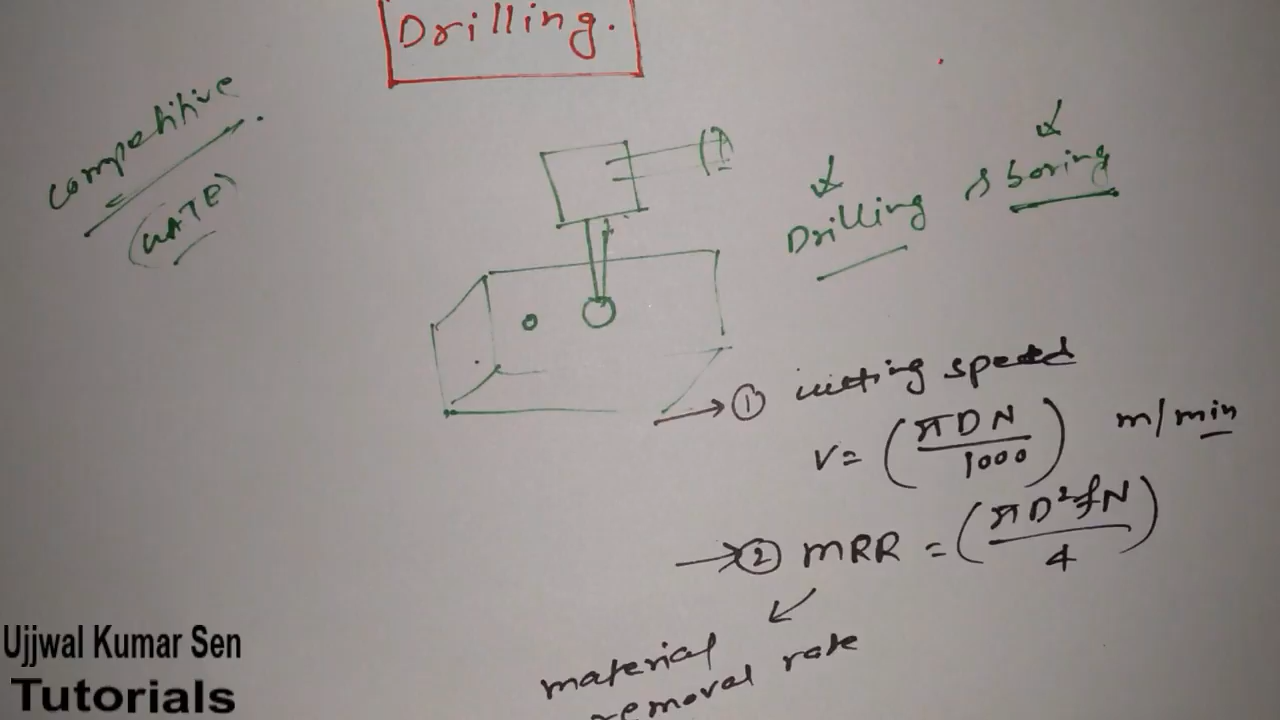 Drilling.
competitive
(GATE)
(T)
Drilling & boring
→ ① cutting speed
V = (πDN / 1000) m/min
→ ② MRR = (πD²fN / 4)
material
removal rate
Ujjwal Kumar Sen
Tutorials